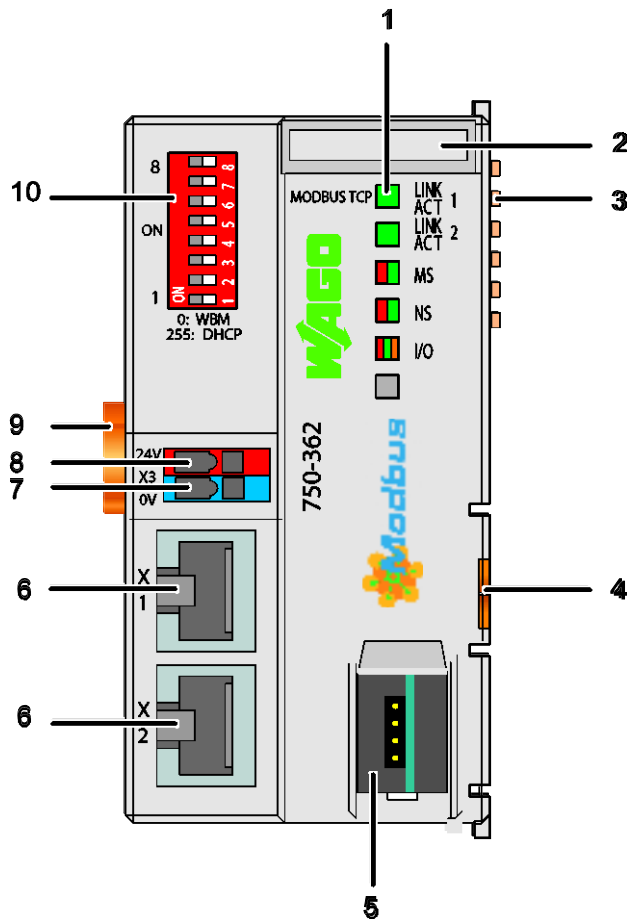 1
2
3
4
5
6
6
7
8
9
10
8
ON
1
8
7
6
5
4
3
2
1
ON
0: WBM
255: DHCP
MODBUS TCP
LINK
ACT 1
LINK
ACT 2
MS
NS
I/O
WAGO
750-362
Modbus
24V
X3
0V
X
1
X
2